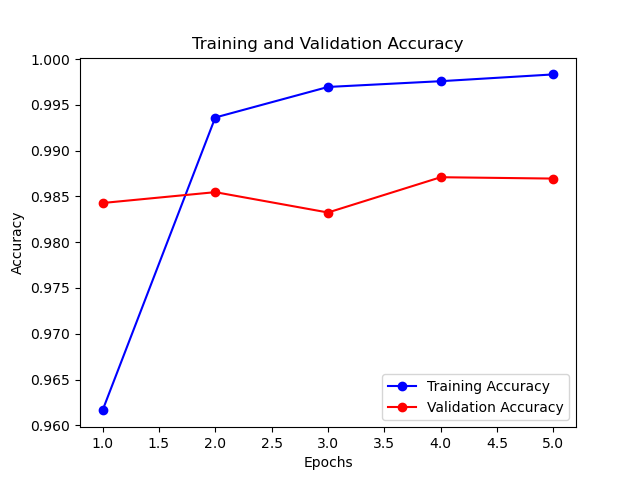 Training and Validation Accuracy
Accuracy
1.000
0.995
0.990
0.985
0.980
0.975
0.970
0.965
0.960
Training Accuracy
Validation Accuracy
1.0 1.5 2.0 2.5 3.0 3.5 4.0 4.5 5.0
Epochs